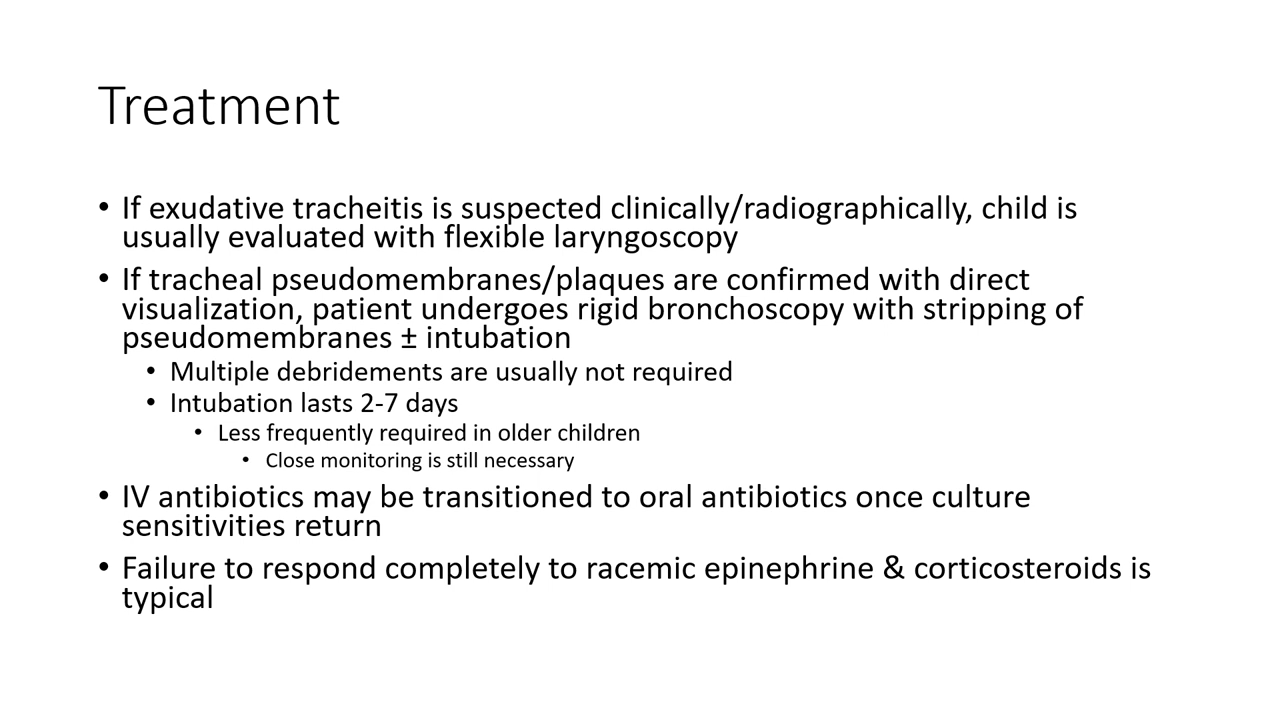 Treatment
• If exudative tracheitis is suspected clinically/radiographically, child is
usually evaluated with flexible laryngoscopy
• If tracheal pseudomembranes/plaques are confirmed with direct
visualization, patient undergoes rigid bronchoscopy with stripping of
pseudomembranes ± intubation
• Multiple debridements are usually not required
• Intubation lasts 2-7 days
• Less frequently required in older children
• Close monitoring is still necessary
• IV antibiotics may be transitioned to oral antibiotics once culture
sensitivities return
• Failure to respond completely to racemic epinephrine & corticosteroids is
typical